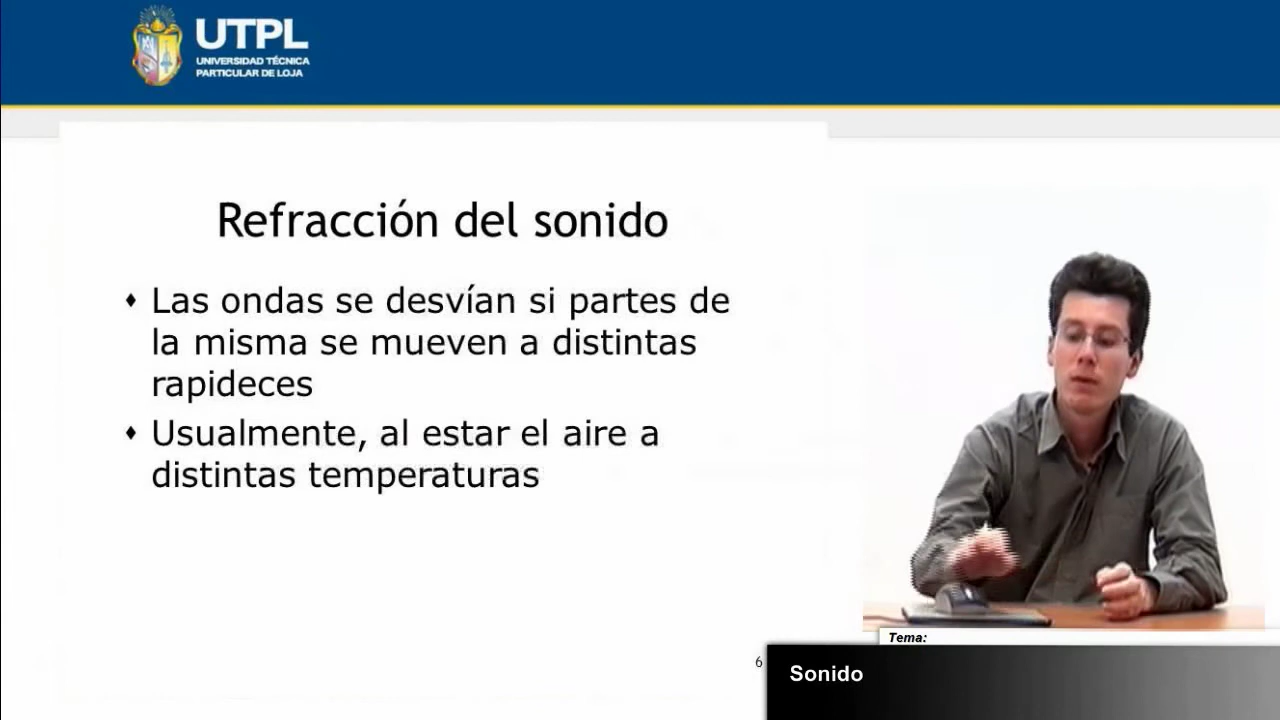 UTPL
UNIVERSIDAD TÉCNICA
PARTICULAR DE LOJA
Refracción del sonido
Las ondas se desvían si partes de
la misma se mueven a distintas
rapideces
Usualmente, al estar el aire a
distintas temperaturas
6
Tema:
Sonido